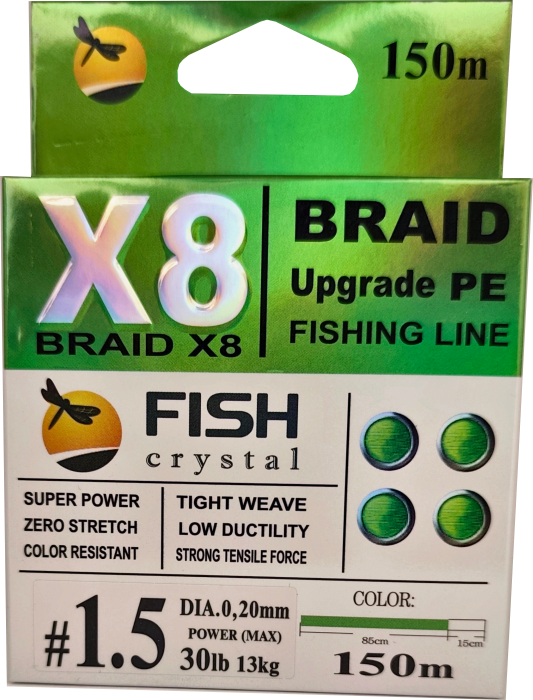 150m
X8
BRAID X8
BRAID
Upgrade PE
FISHING LINE
FISH
crystal
SUPER POWER
ZERO STRETCH
COLOR RESISTANT
TIGHT WEAVE
LOW DUCTILITY
STRONG TENSILE FORCE
#1.5
DIA.0,20mm
POWER (MAX)
30lb 13kg
COLOR:
85cm
15cm
150m